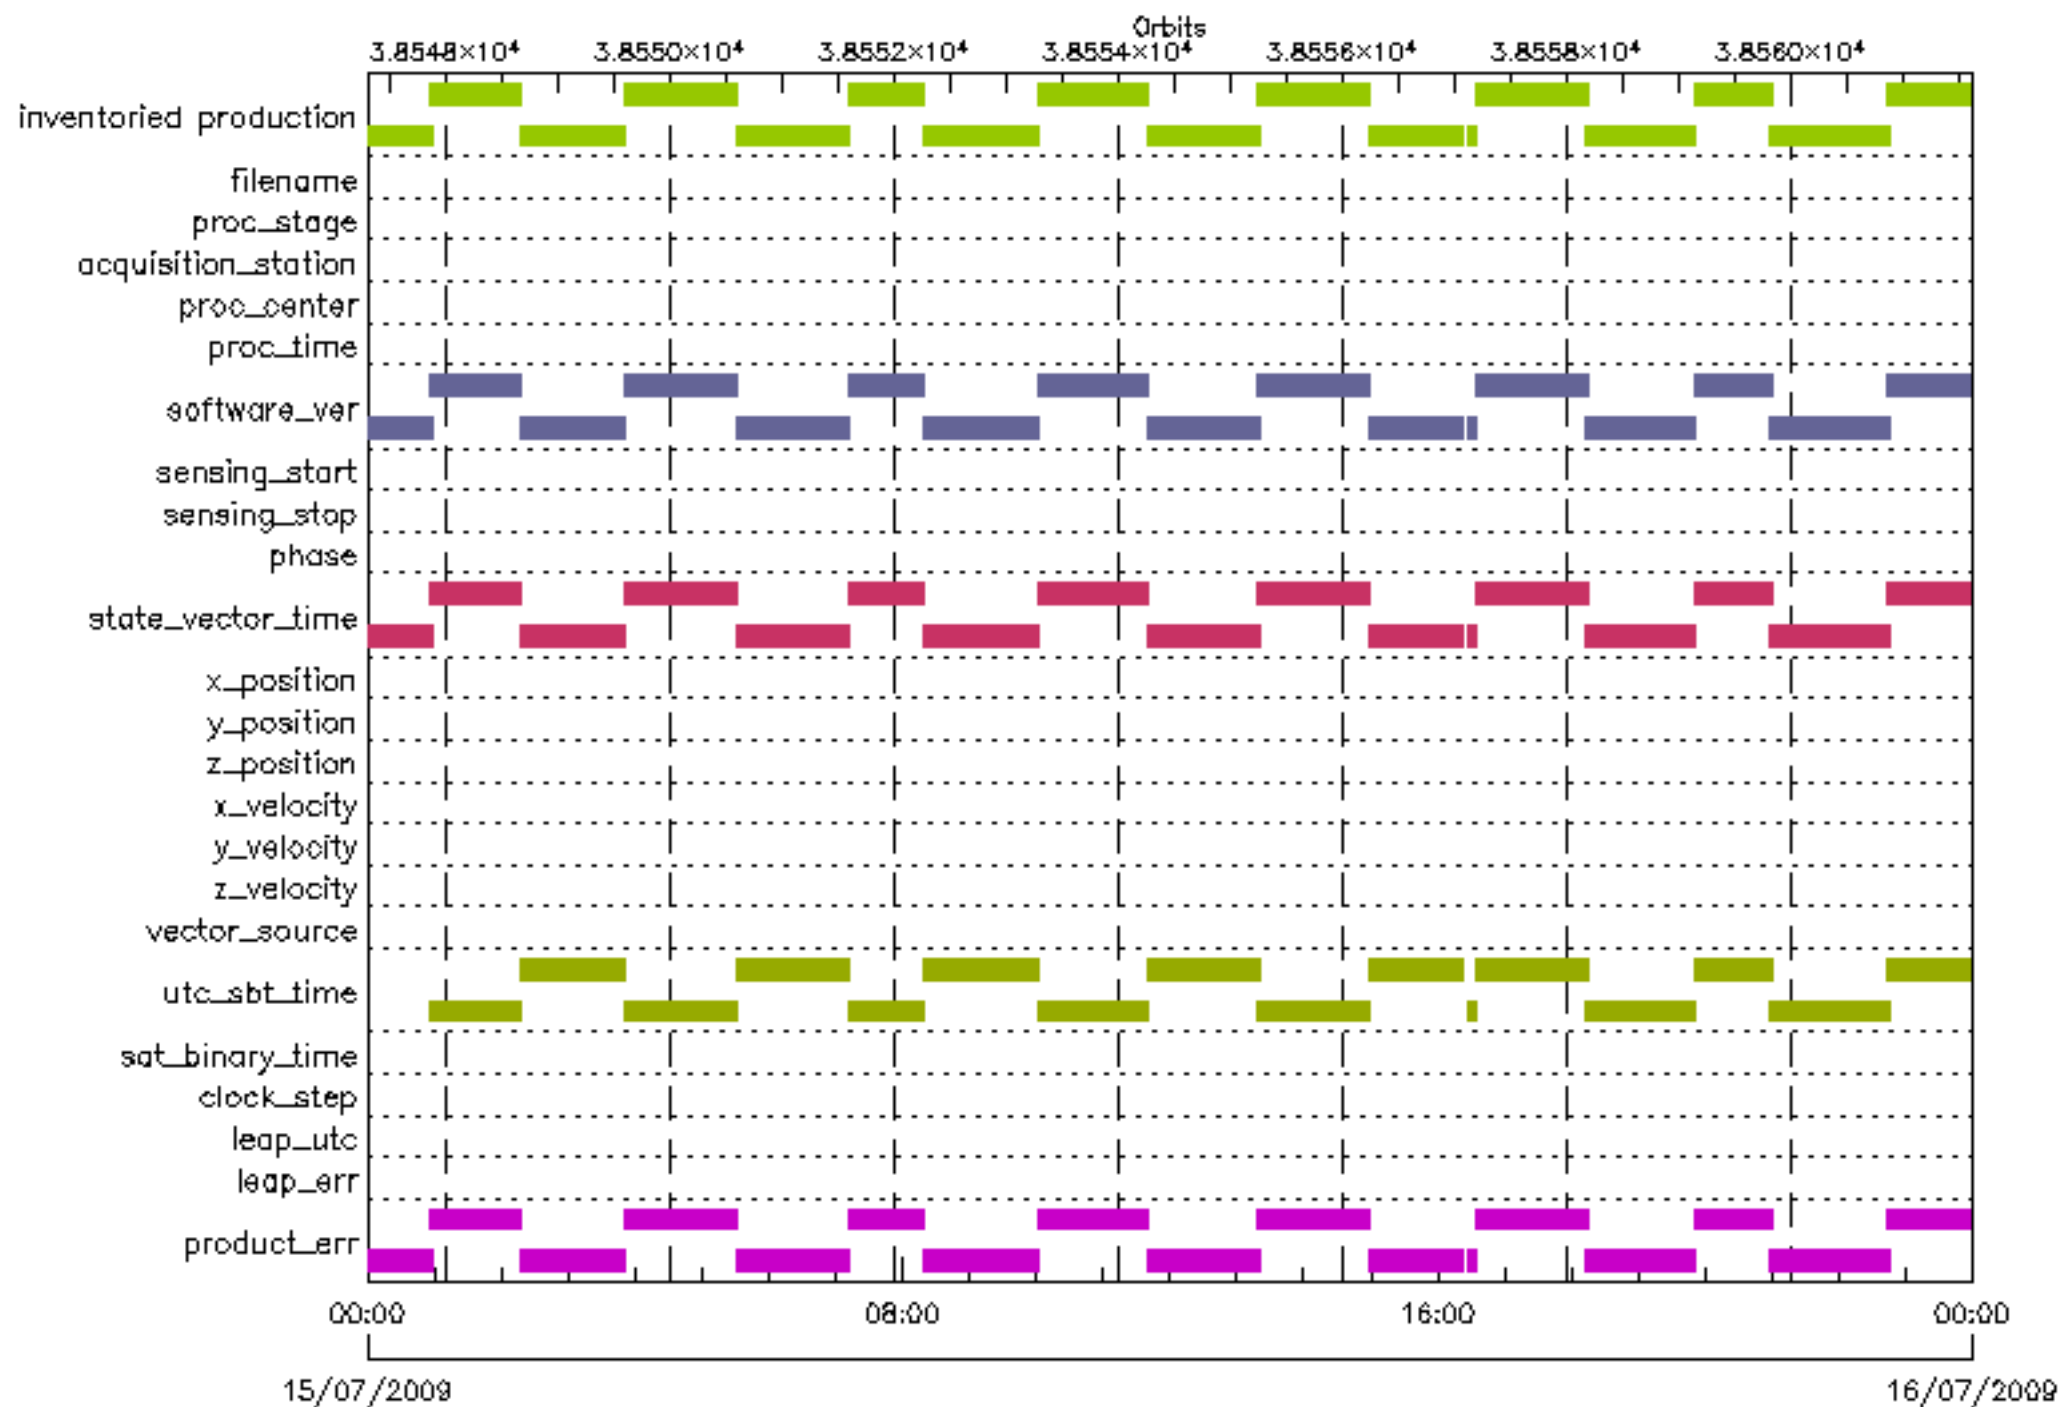 Orbits
3.8548×10⁴ 3.8550×10⁴ 3.8552×10⁴ 3.8554×10⁴ 3.8556×10⁴ 3.8558×10⁴ 3.8560×10⁴
inventoried production
filename
proc_stage
acquisition_station
proc_center
proc_time
software_ver
sensing_start
sensing_stop
phase
state_vector_time
x_position
y_position
z_position
x_velocity
y_velocity
z_velocity
vector_source
utc_sbt_time
sat_binary_time
clock_step
leap_utc
leap_err
product_err
00:00 08:00 16:00 00:00
15/07/2009 16/07/2009